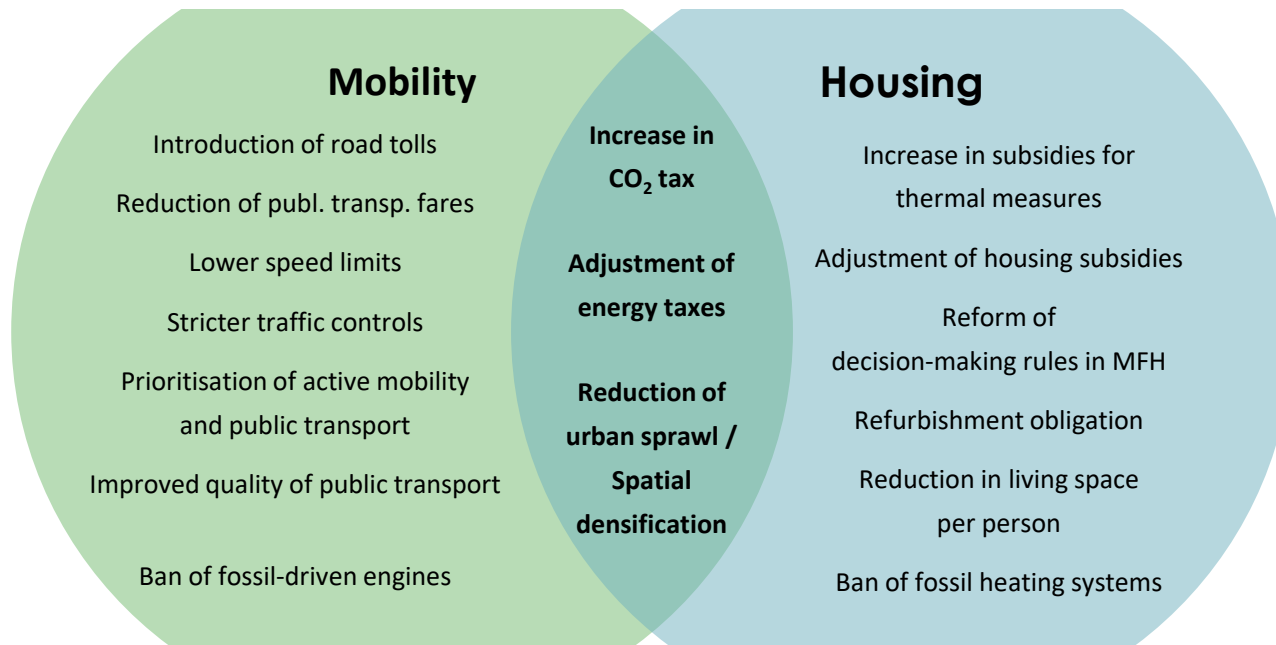 Mobility
Introduction of road tolls
Reduction of publ. transp. fares
Lower speed limits
Stricter traffic controls
Prioritisation of active mobility
and public transport
Improved quality of public transport
Ban of fossil-driven engines
Increase in
CO₂ tax
Adjustment of
energy taxes
Reduction of
urban sprawl /
Spatial
densification
Housing
Increase in subsidies for
thermal measures
Adjustment of housing subsidies
Reform of
decision-making rules in MFH
Refurbishment obligation
Reduction in living space
per person
Ban of fossil heating systems